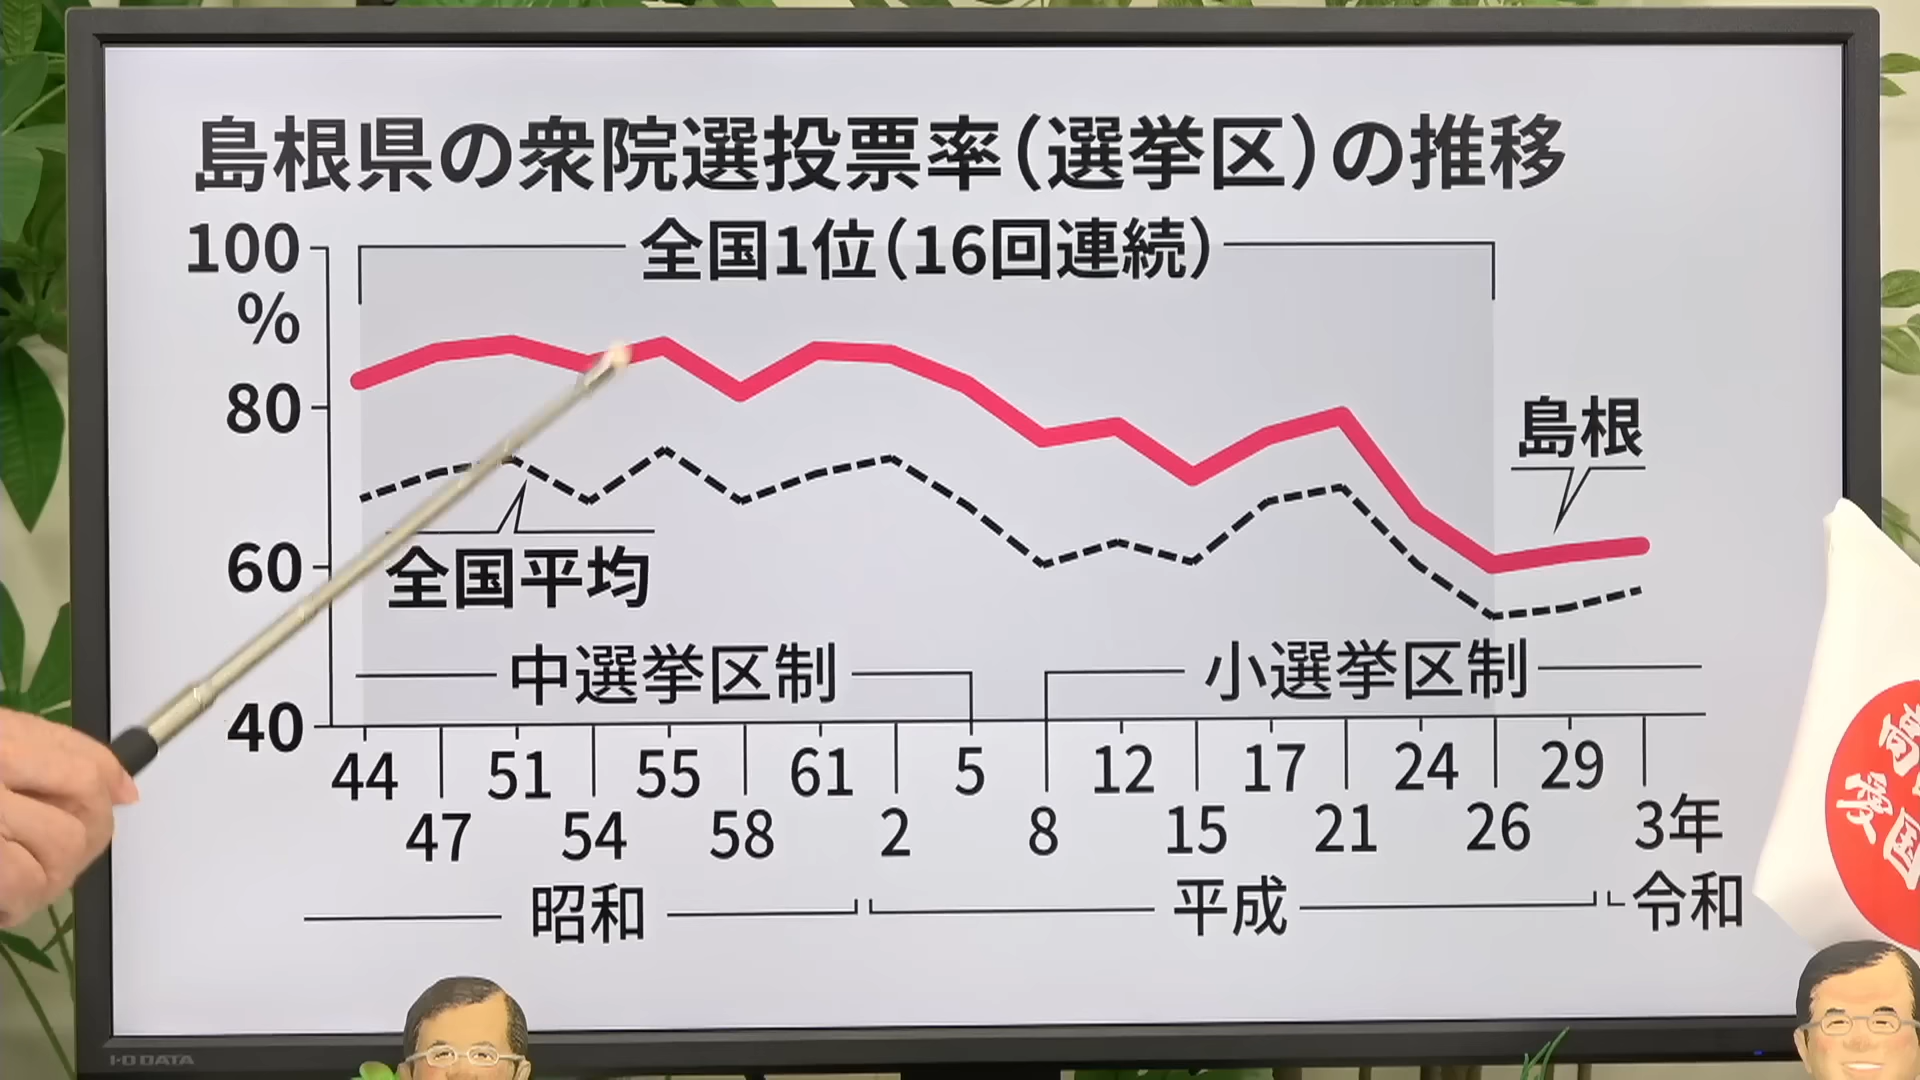 島根県の衆院選投票率（選挙区）の推移
全国1位（16回連続）
100
%
80
60
40
島根
全国平均
中選挙区制
小選挙区制
44 51 55 61 5 12 17 24 29
47 54 58 2 8 15 21 26 3年
昭和 平成 令和
I-O DATA